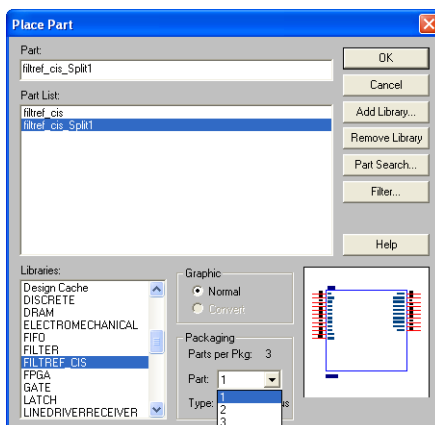 Place Part
Part:
filtref_cis_Split1
Part List:
filtref_cis
filtref_cis_Split1
OK
Cancel
Add Library...
Remove Library
Part Search...
Filter...
Help
Libraries:
Design Cache
DISCRETE
DRAM
ELECTROMECHANICAL
FIFO
FILTER
FILTREF_CIS
FPGA
GATE
LATCH
LINEDRIVERRECEIVER
Graphic
Normal
Convert
Packaging
Parts per Pkg: 3
Part: 1
1
2
3
Type: